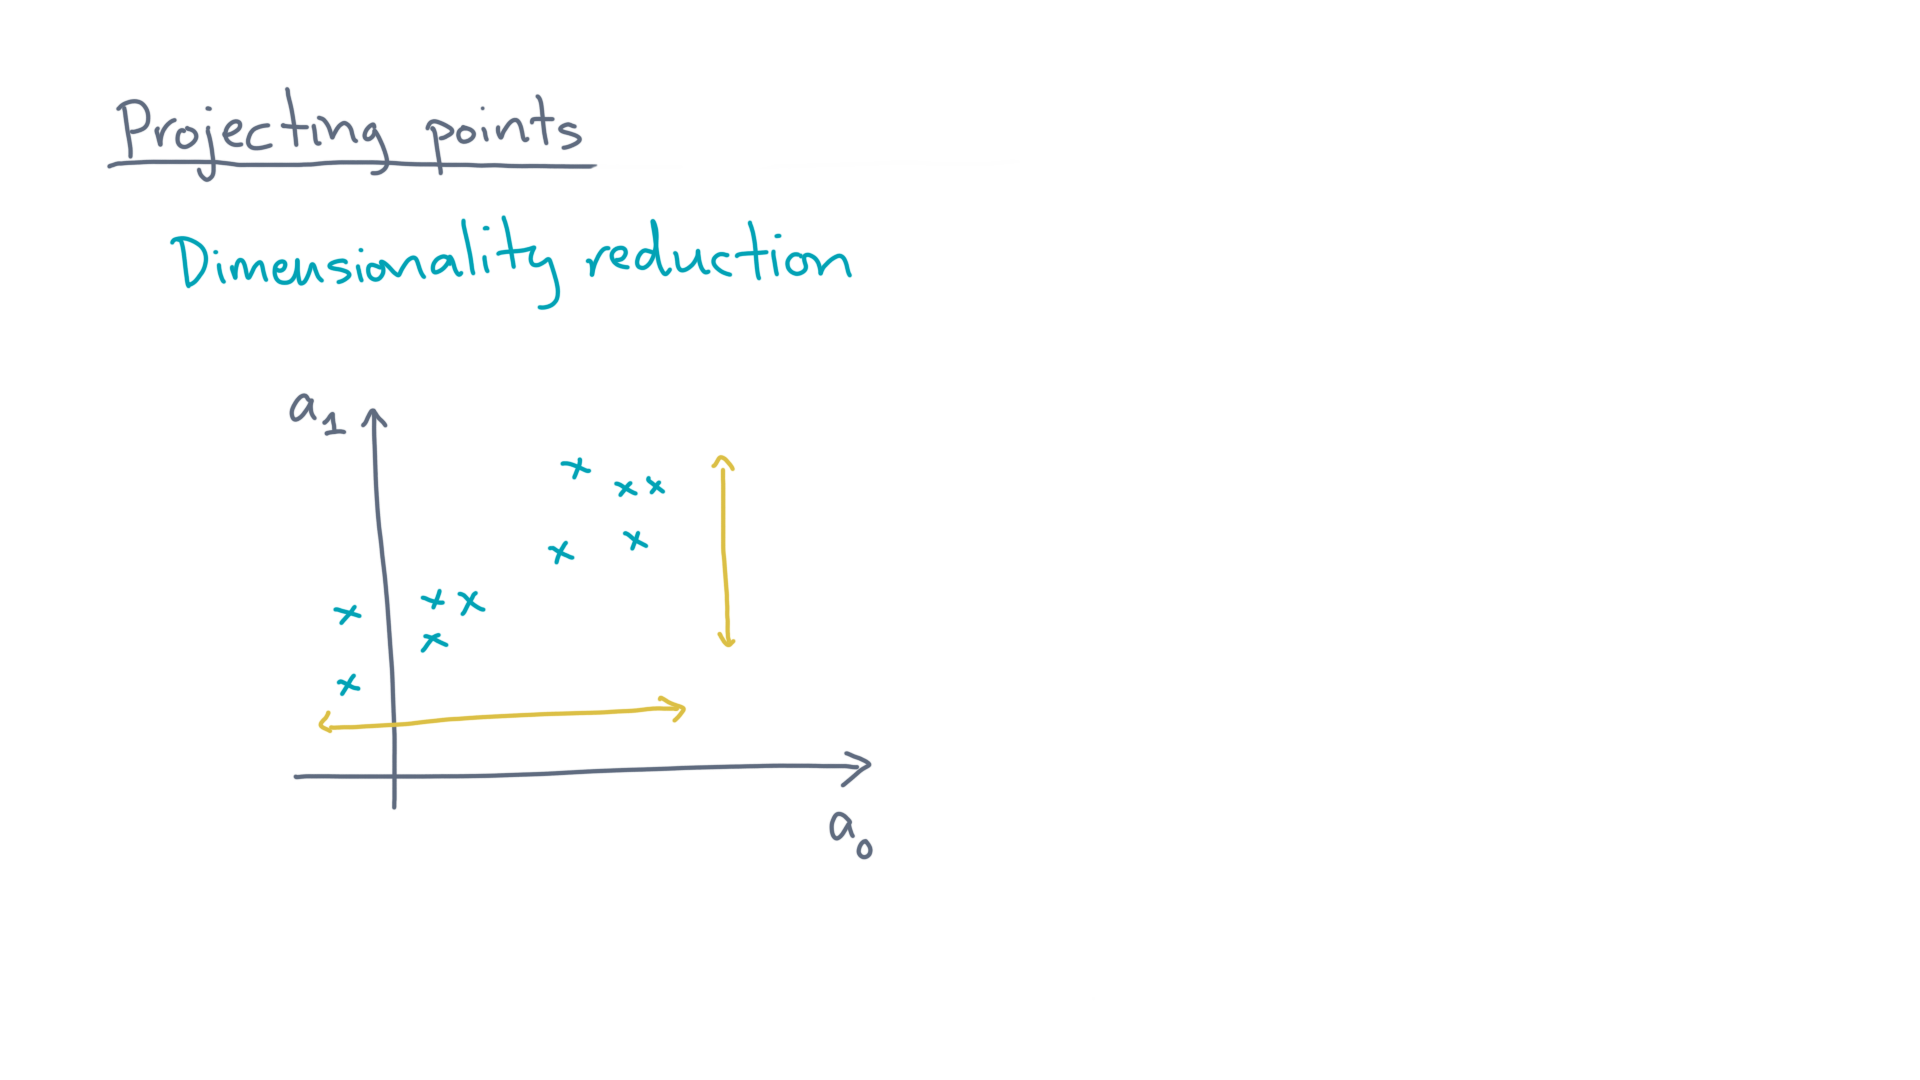 Projecting points
Dimensionality reduction
a₁
a₀